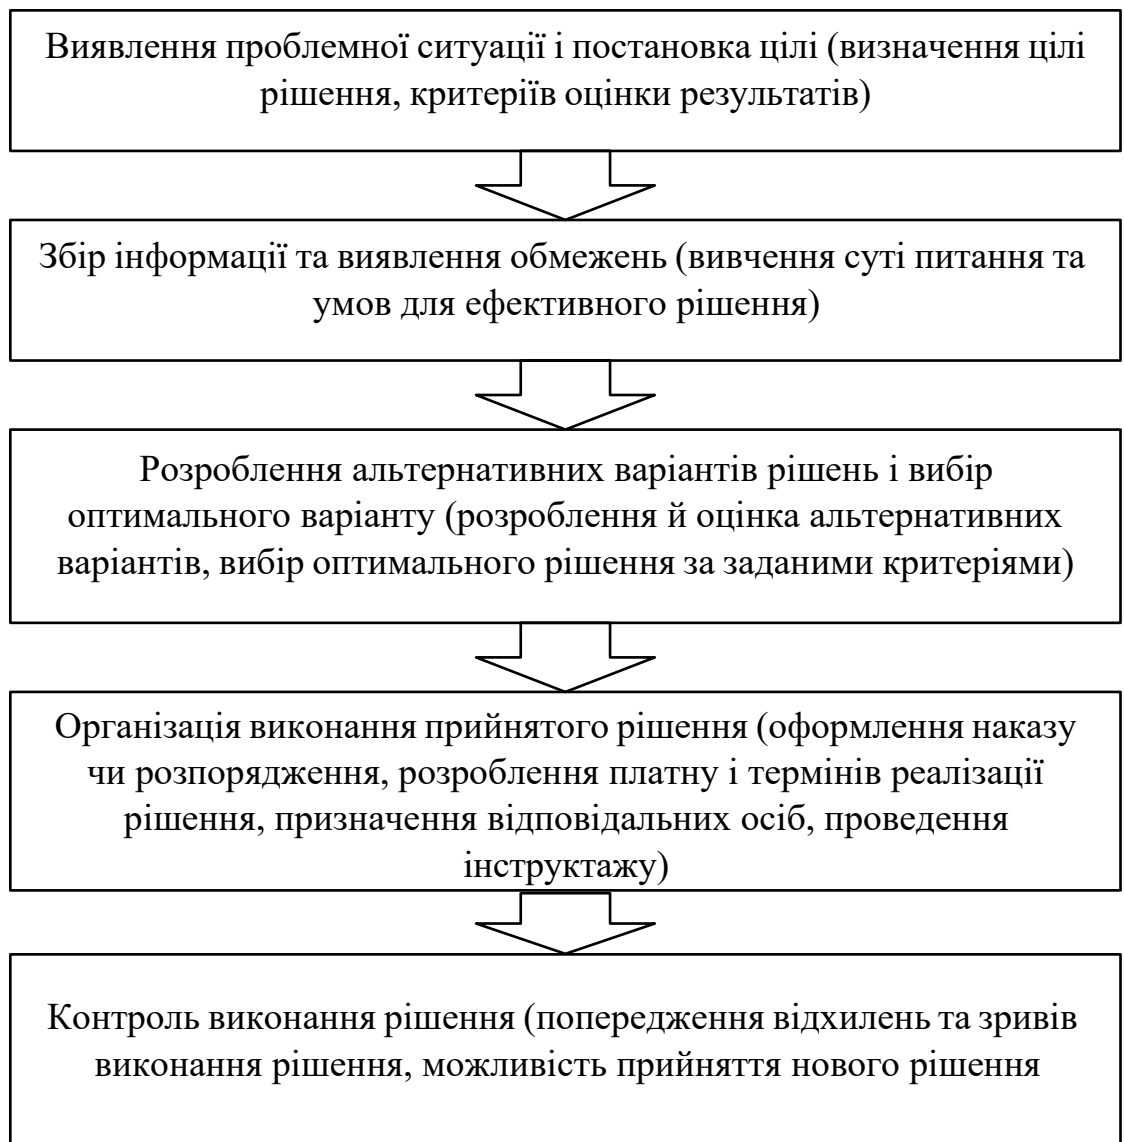 Виявлення проблемної ситуації і постановка цілі (визначення цілі
рішення, критеріїв оцінки результатів)
Збір інформації та виявлення обмежень (вивчення суті питання та
умов для ефективного рішення)
Розроблення альтернативних варіантів рішень і вибір
оптимального варіанту (розроблення й оцінка альтернативних
варіантів, вибір оптимального рішення за заданими критеріями)
Організація виконання прийнятого рішення (оформлення наказу
чи розпорядження, розроблення платну і термінів реалізації
рішення, призначення відповідальних осіб, проведення
інструктажу)
Контроль виконання рішення (попередження відхилень та зривів
виконання рішення, можливість прийняття нового рішення